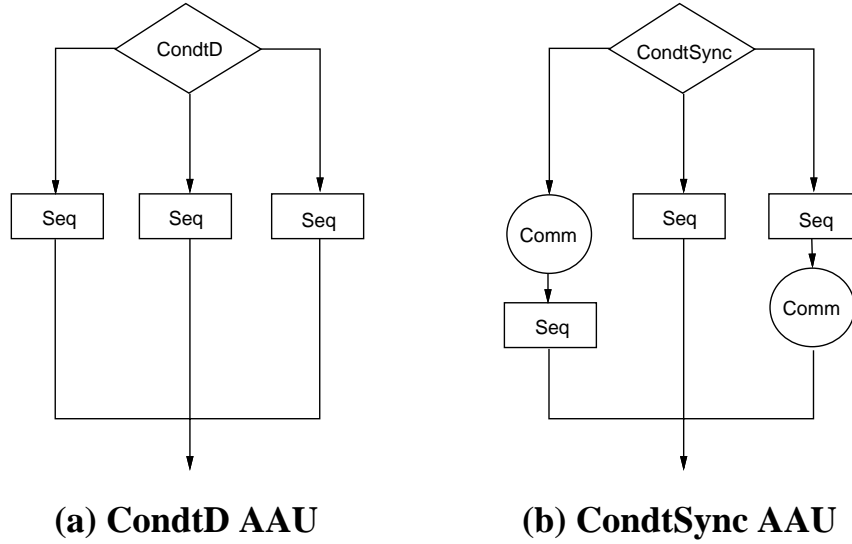 CondtD
Seq
Seq
Seq
(a) CondtD AAU
CondtSync
Comm
Seq
Seq
Seq
Comm
(b) CondtSync AAU